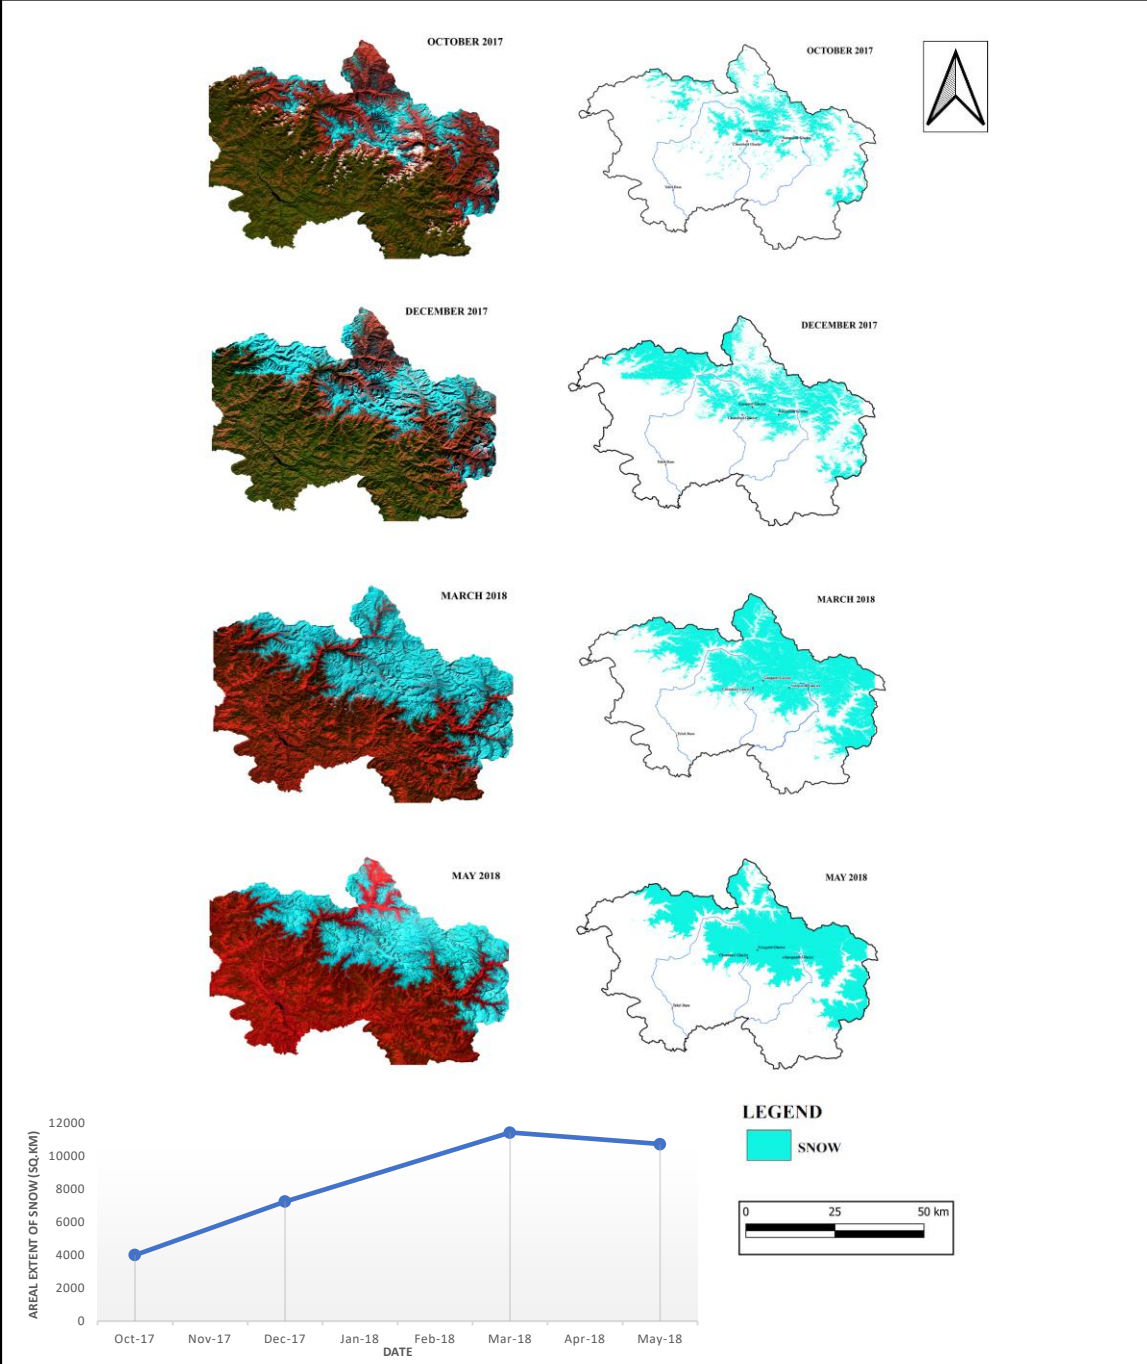 OCTOBER 2017
OCTOBER 2017
DECEMBER 2017
DECEMBER 2017
MARCH 2018
MARCH 2018
MAY 2018
MAY 2018
LEGEND
SNOW
0 25 50 km
AREAL EXTENT OF SNOW (SQ.KM)
12000
10000
8000
6000
4000
2000
0
Oct-17 Nov-17 Dec-17 Jan-18 Feb-18 Mar-18 Apr-18 May-18
DATE